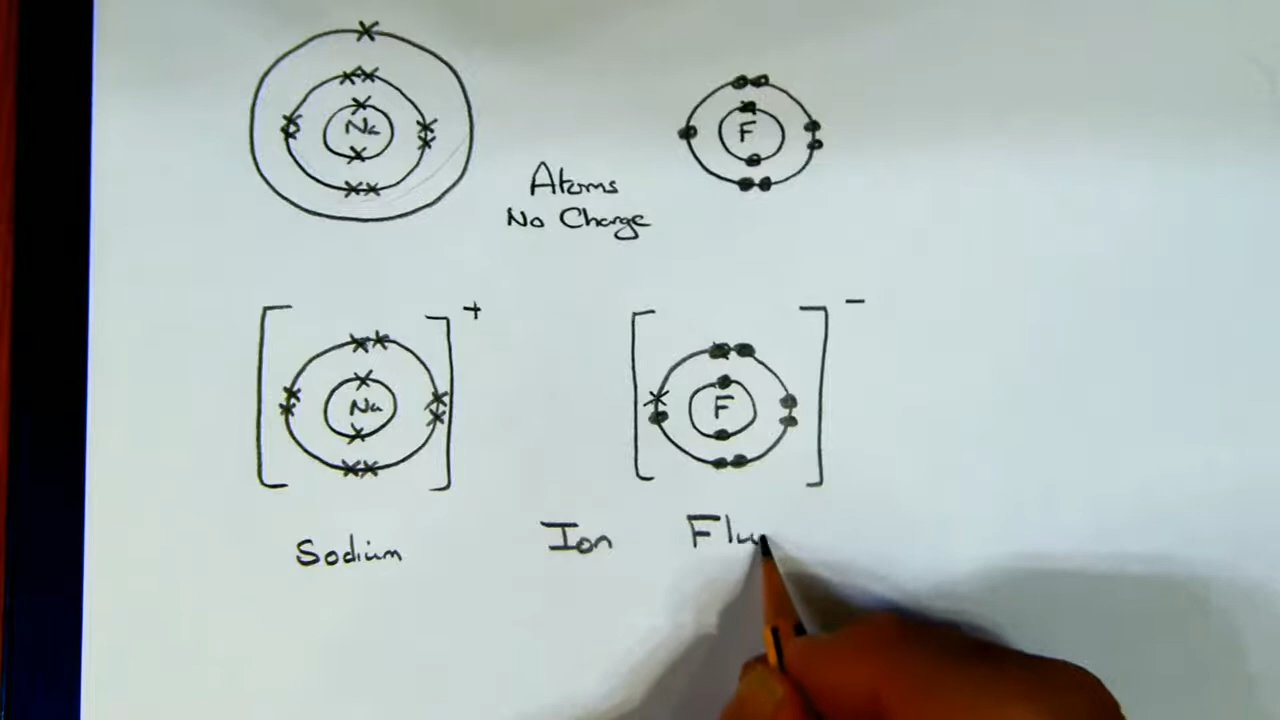 Na
F
Atoms
No Charge
+
−
Na
F
Sodium Ion Flu